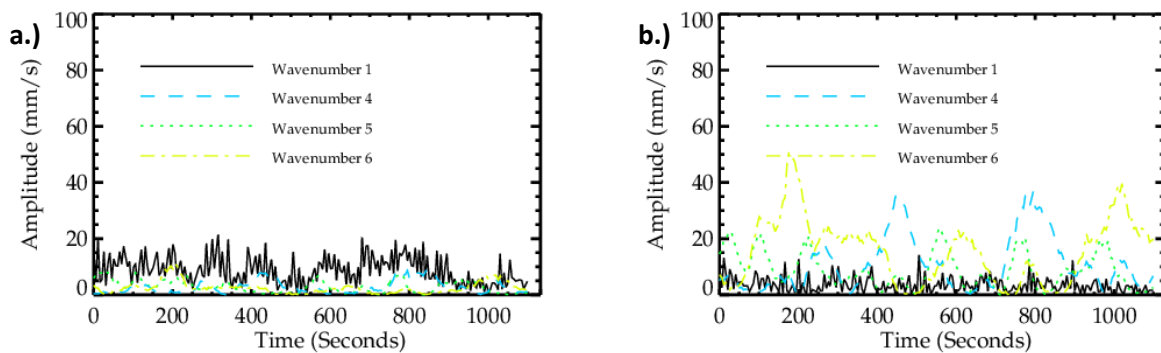 a.)
Amplitude (mm/s)
100
80
60
40
20
0
Wavenumber 1
Wavenumber 4
Wavenumber 5
Wavenumber 6
0 200 400 600 800 1000
Time (Seconds)
b.)
Amplitude (mm/s)
100
80
60
40
20
0
Wavenumber 1
Wavenumber 4
Wavenumber 5
Wavenumber 6
0 200 400 600 800 1000
Time (Seconds)